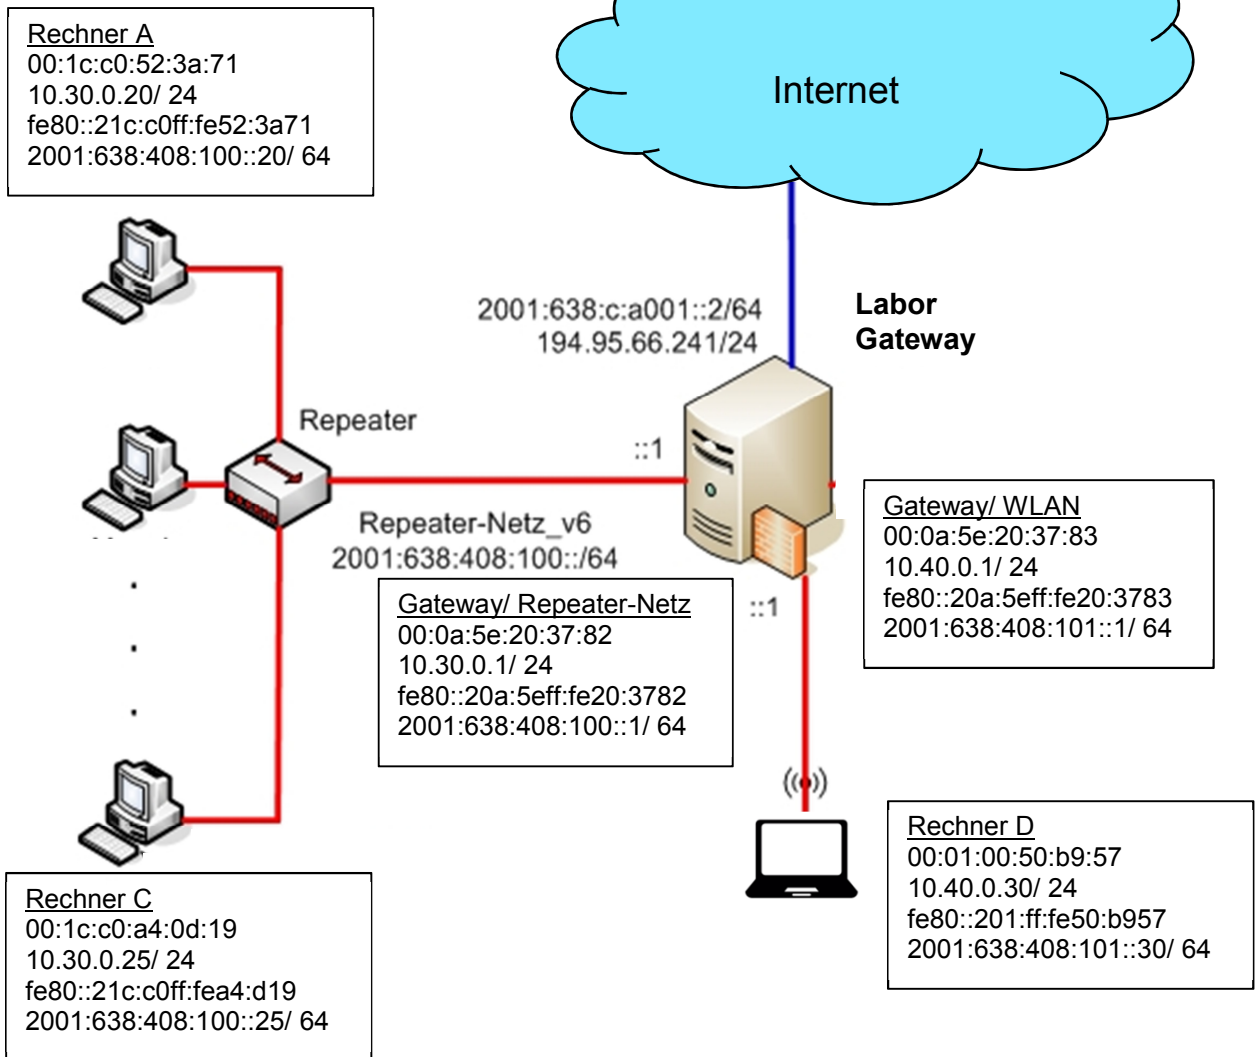 Rechner A
00:1c:c0:52:3a:71
10.30.0.20/ 24
fe80::21c:c0ff:fe52:3a71
2001:638:408:100::20/ 64
Internet
2001:638:c:a001::2/64
194.95.66.241/24
Labor
Gateway
Repeater
::1
Repeater-Netz_v6
2001:638:408:100::/64
Gateway/ WLAN
00:0a:5e:20:37:83
10.40.0.1/ 24
fe80::20a:5eff:fe20:3783
2001:638:408:101::1/ 64
Gateway/ Repeater-Netz
00:0a:5e:20:37:82
10.30.0.1/ 24
fe80::20a:5eff:fe20:3782
2001:638:408:100::1/ 64
::1
Rechner D
00:01:00:50:b9:57
10.40.0.30/ 24
fe80::201:ff:fe50:b957
2001:638:408:101::30/ 64
Rechner C
00:1c:c0:a4:0d:19
10.30.0.25/ 24
fe80::21c:c0ff:fea4:d19
2001:638:408:100::25/ 64